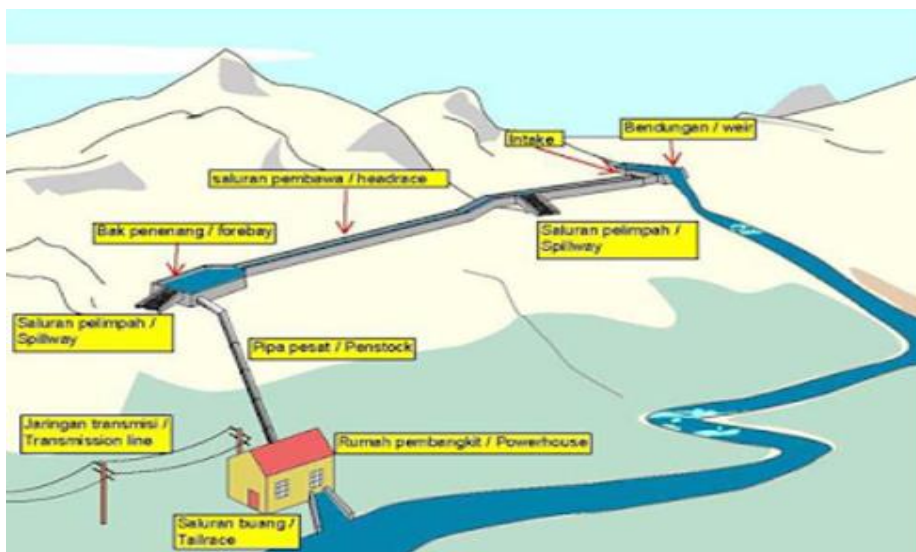 Bendungan / weir
Intake
saluran pembawa / headrace
Bak penenang / forebay
Saluran pelimpah /
Spillway
Saluran pelimpah /
Spillway
Pipa pesat / Penstock
Jaringan transmisi /
Transmission line
Rumah pembangkit / Powerhouse
Saluran buang /
Tailrace